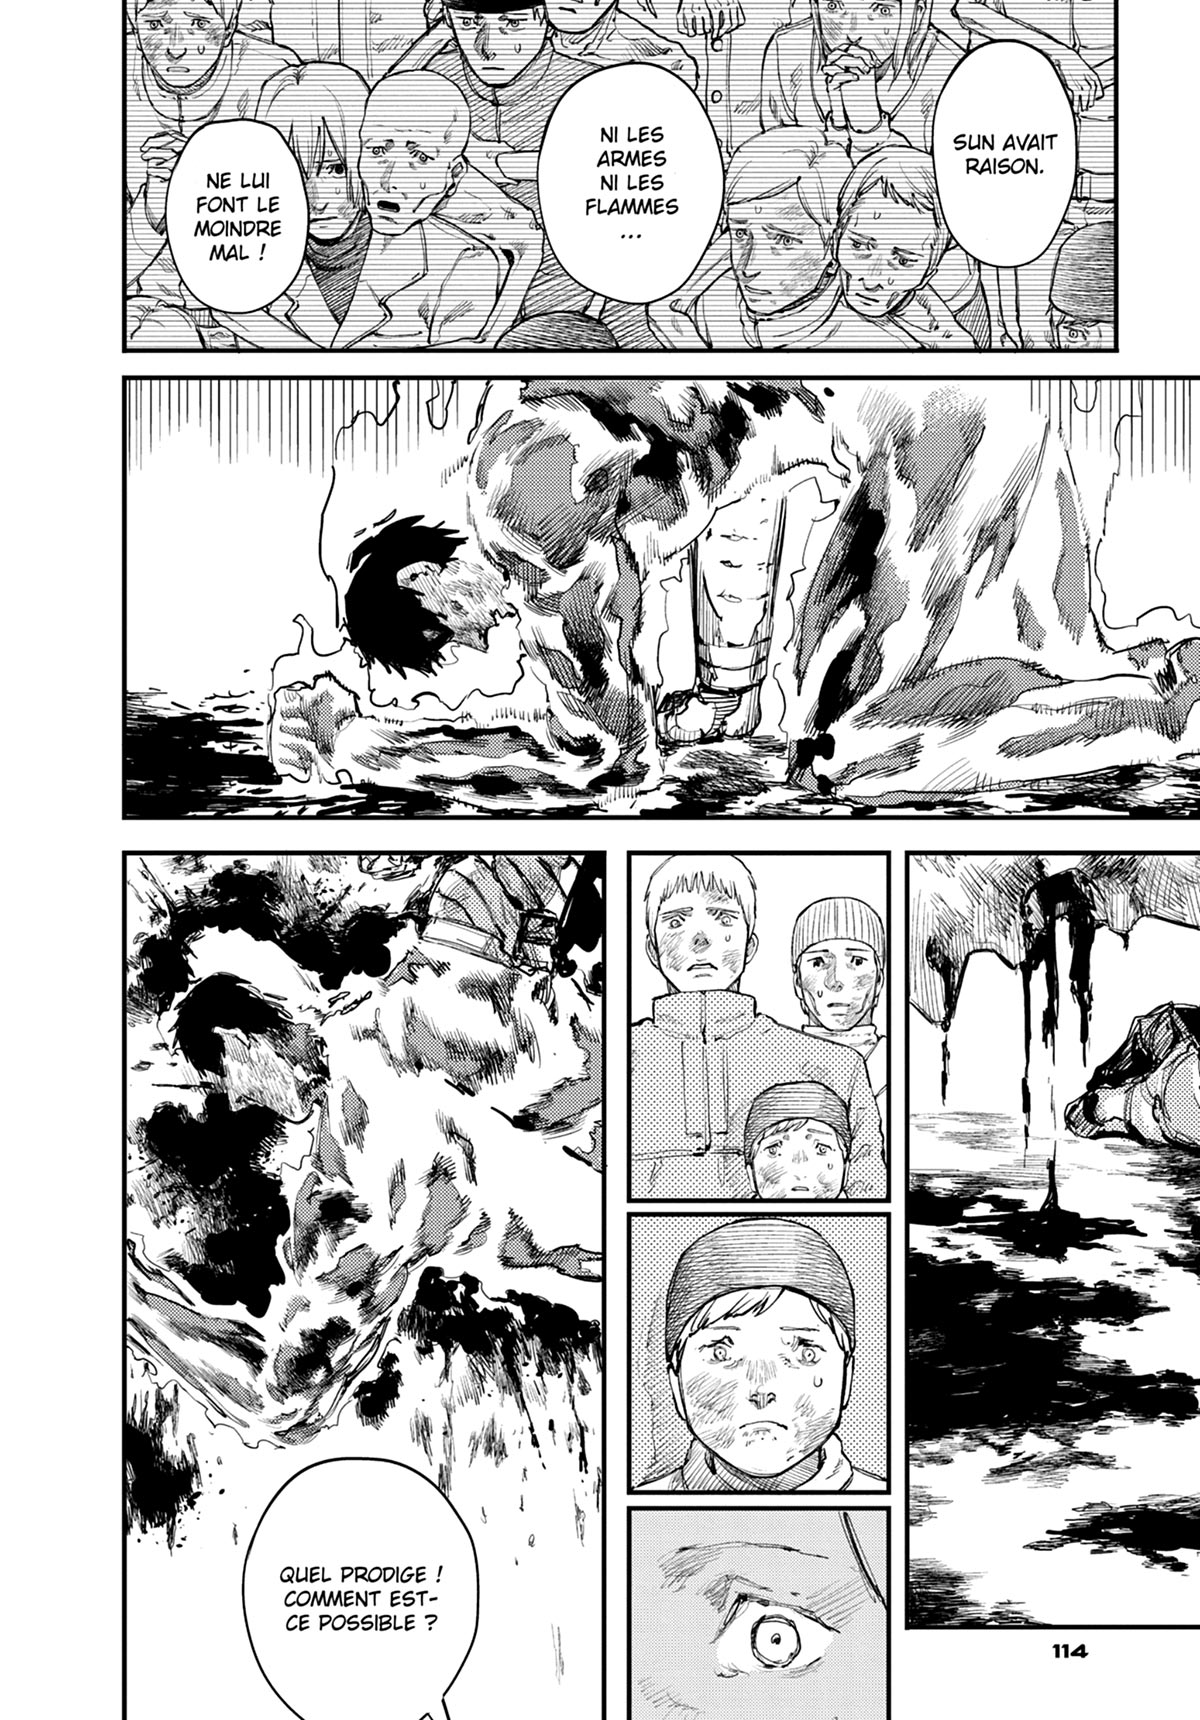 SUN AVAIT
RAISON.
NI LES
ARMES
NI LES
FLAMMES
...
NE LUI
FONT LE
MOINDRE
MAL !
QUEL PRODIGE !
COMMENT EST-
CE POSSIBLE ?
114